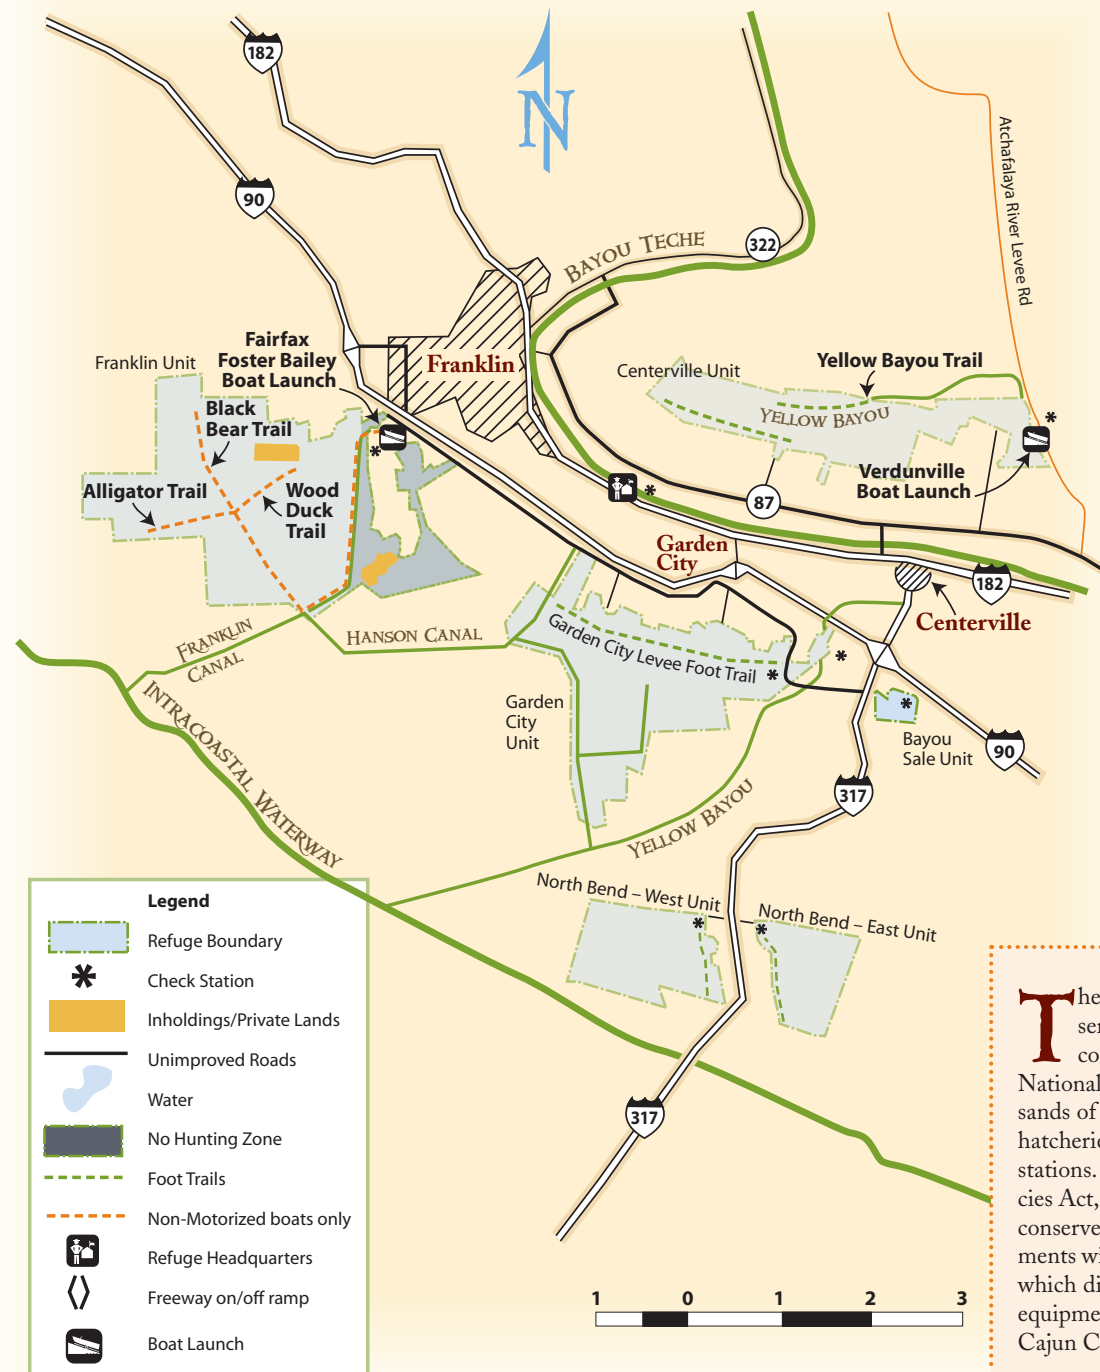 182
N
Atchafalaya River Levee Rd
90
BAYOU TECHE
322
Fairfax
Foster Bailey
Boat Launch
Franklin Unit
Franklin
Centerville Unit
Yellow Bayou Trail
YELLOW BAYOU
Black
Bear Trail
Alligator Trail
Wood
Duck
Trail
Verdunville
Boat Launch
*
*
*
87
Garden
City
182
Centerville
FRANKLIN
CANAL
HANSON CANAL
Garden City Levee Foot Trail
*
*
*
Garden
City
Unit
Bayou
Sale Unit
90
INTRACOASTAL WATERWAY
317
YELLOW BAYOU
North Bend – West Unit
North Bend – East Unit
*
*
317
Legend
Refuge Boundary
* Check Station
Inholdings/Private Lands
Unimproved Roads
Water
No Hunting Zone
Foot Trails
Non-Motorized boats only
Refuge Headquarters
Freeway on/off ramp
Boat Launch
1 0 1 2 3
The
ser
co
National
sands of
hatcherie
stations.
cies Act,
conserve
ments wi
which di
equipme
Cajun C